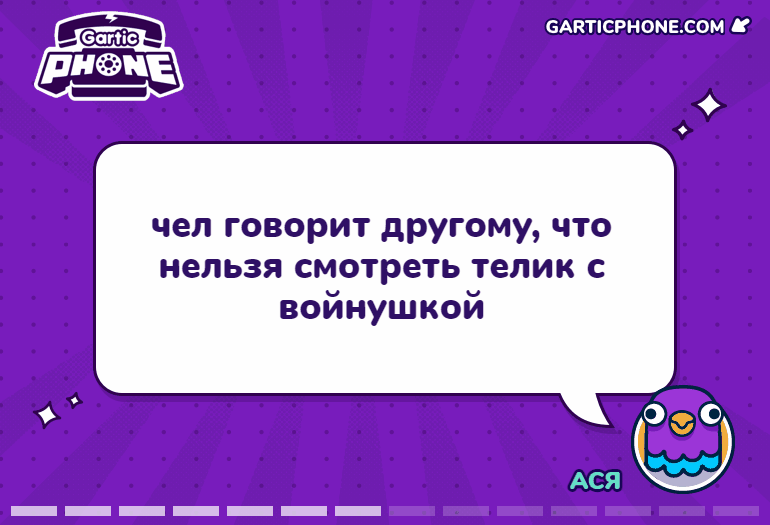 Gartic
PHONE
GARTICPHONE.COM
чел говорит другому, что
нельзя смотреть телик с
войнушкой
АСЯ